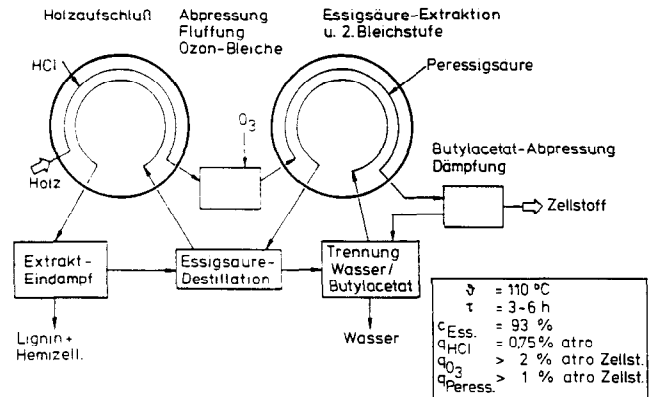 Holzaufschluß
Abpressung
Fluffung
Ozon-Bleiche
Essigsäure-Extraktion
u. 2. Bleichstufe
HCl
Peressigsaure
O3
Holz
Butylacetat-Abpressung
Dämpfung
Zellstoff
Extrakt-
Eindampf
Essigsaure-
Destillation
Trennung
Wasser/
Butylacetat
Lignin+
Hemizell.
Wasser
ϑ = 110 °C
τ = 3-6 h
cEss. = 93 %
qHCl = 0,75% atro
qO3 > 2 % atro Zellst.
qPeress. > 1 % atro Zellst.